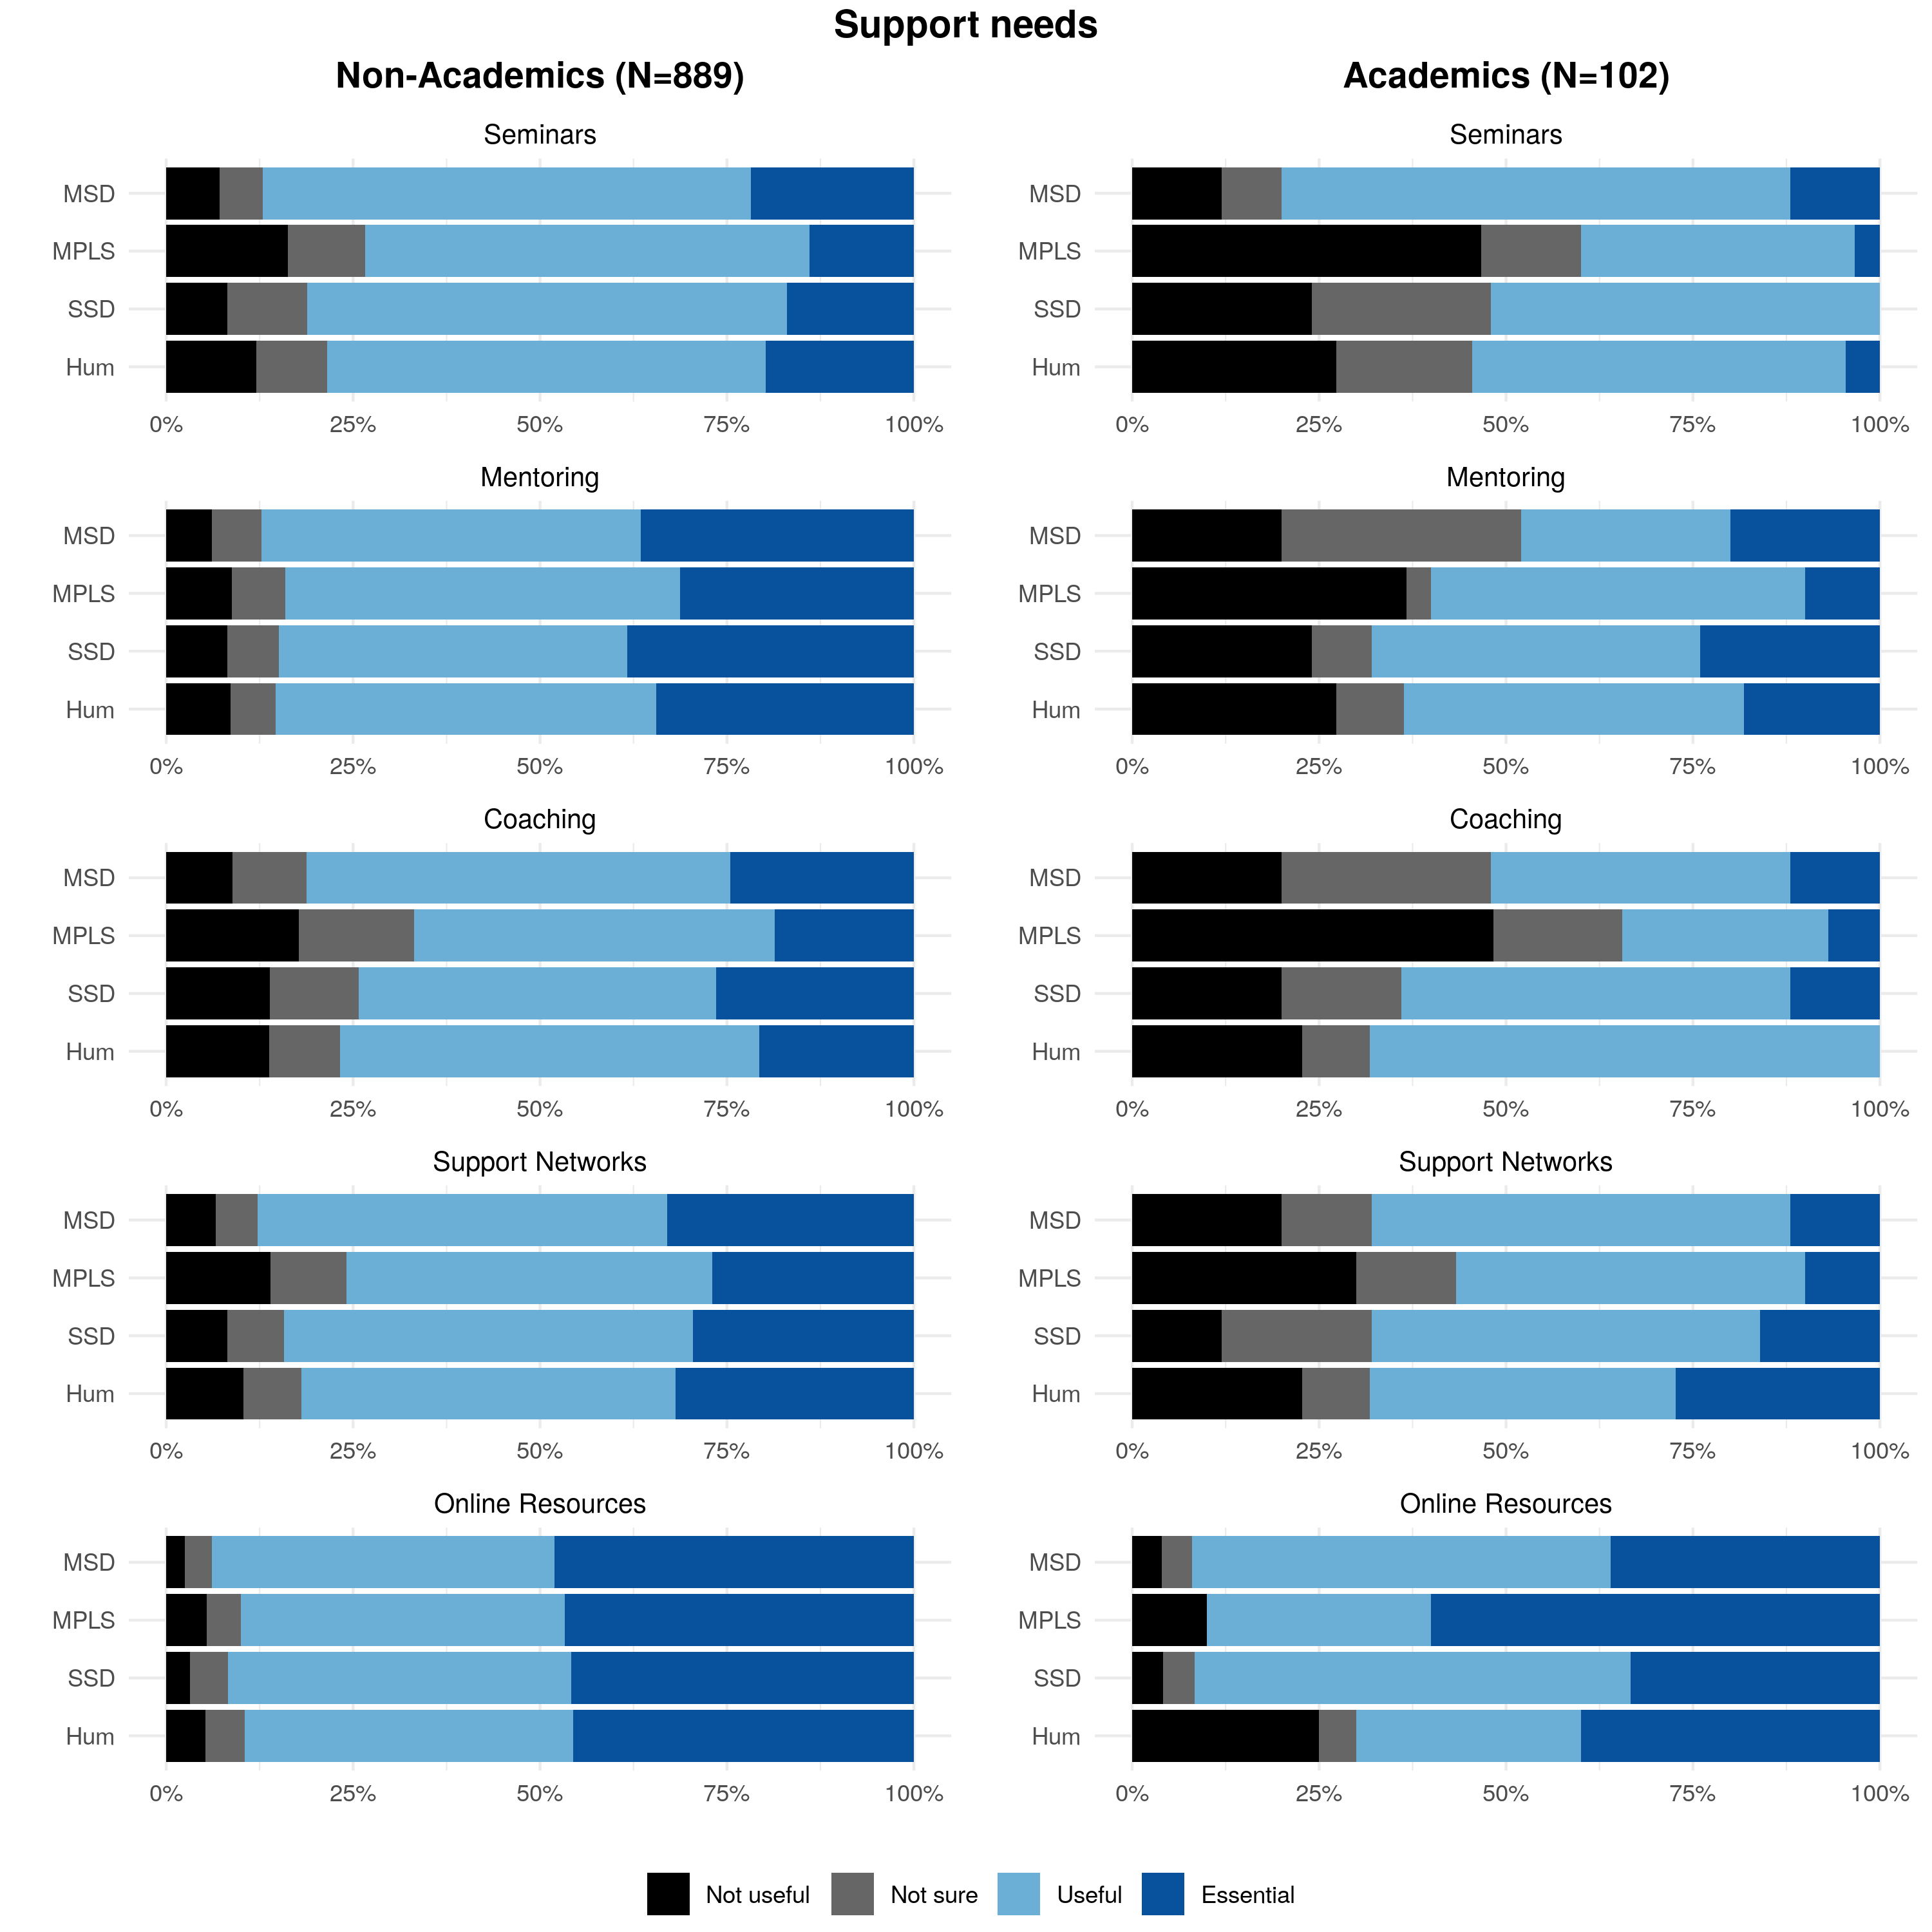 Support needs
Non-Academics (N=889)
Academics (N=102)
Seminars
MSD
MPLS
SSD
Hum
0% 25% 50% 75% 100%
Seminars
MSD
MPLS
SSD
Hum
0% 25% 50% 75% 100%
Mentoring
MSD
MPLS
SSD
Hum
0% 25% 50% 75% 100%
Mentoring
MSD
MPLS
SSD
Hum
0% 25% 50% 75% 100%
Coaching
MSD
MPLS
SSD
Hum
0% 25% 50% 75% 100%
Coaching
MSD
MPLS
SSD
Hum
0% 25% 50% 75% 100%
Support Networks
MSD
MPLS
SSD
Hum
0% 25% 50% 75% 100%
Support Networks
MSD
MPLS
SSD
Hum
0% 25% 50% 75% 100%
Online Resources
MSD
MPLS
SSD
Hum
0% 25% 50% 75% 100%
Online Resources
MSD
MPLS
SSD
Hum
0% 25% 50% 75% 100%
Not useful Not sure Useful Essential